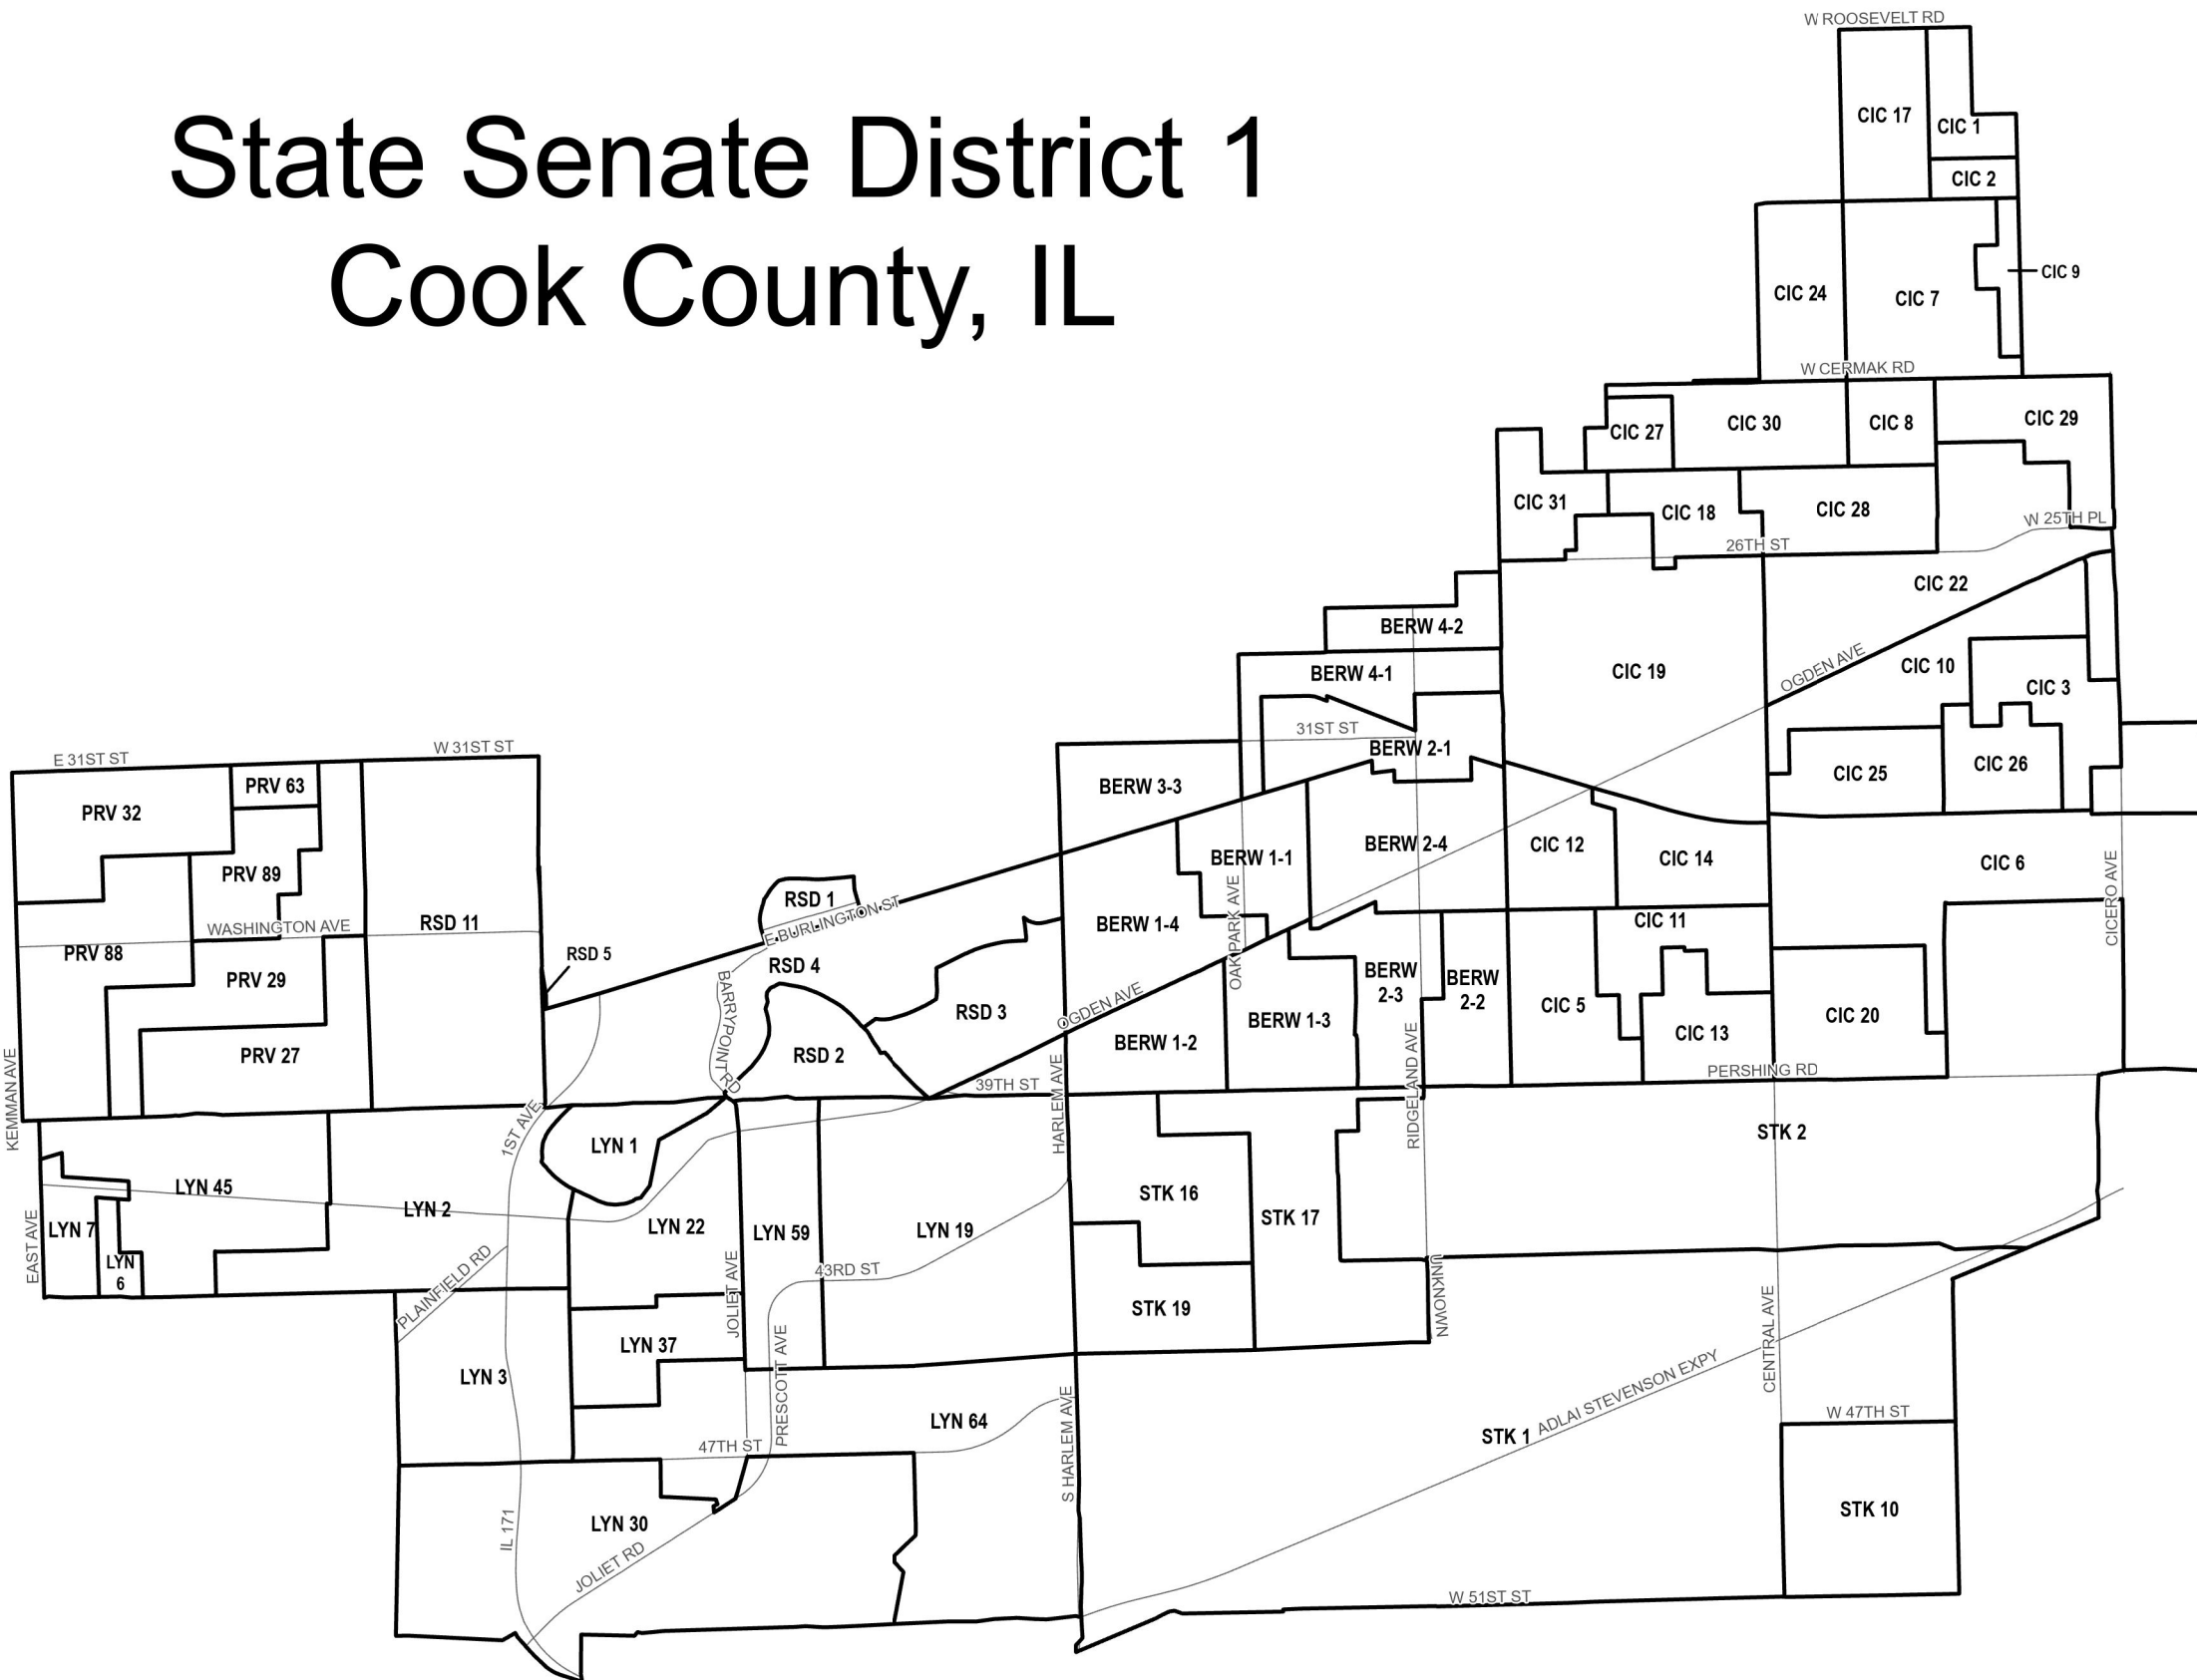 W ROOSEVELT RD
State Senate District 1
Cook County, IL
CIC 17
CIC 1
CIC 2
CIC 9
CIC 24
CIC 7
W CERMAK RD
CIC 27
CIC 30
CIC 8
CIC 29
CIC 31
CIC 18
CIC 28
W 25TH PL
26TH ST
CIC 22
BERW 4-2
BERW 4-1
CIC 19
OGDEN AVE
CIC 10
CIC 3
31ST ST
BERW 2-1
E 31ST ST
W 31ST ST
PRV 63
PRV 32
BERW 3-3
CIC 25
CIC 26
PRV 89
BERW 1-1
BERW 2-4
CIC 12
CIC 14
CIC 6
CICERO AVE
RSD 1
E BURLINGTON ST
WASHINGTON AVE
RSD 11
BERW 1-4
OAK PARK AVE
CIC 11
PRV 88
RSD 5
RSD 4
PRV 29
BARRYPOINT RD
RSD 3
OGDEN AVE
BERW
2-3
BERW
2-2
CIC 5
CIC 20
BERW 1-3
CIC 13
PRV 27
RSD 2
BERW 1-2
KEMMAN AVE
39TH ST
HARLEM AVE
RIDGELAND AVE
PERSHING RD
1ST AVE
LYN 1
STK 2
LYN 45
STK 16
LYN 2
LYN 7
LYN 22
LYN 59
LYN 19
STK 17
EAST AVE
LYN
6
PLAINFIELD RD
43RD ST
JOLIET AVE
UNKNOWN
STK 19
CENTRAL AVE
LYN 37
PRESCOTT AVE
LYN 3
LYN 64
S HARLEM AVE
STK 1
ADLAI STEVENSON EXPY
W 47TH ST
47TH ST
IL 171
LYN 30
JOLIET RD
STK 10
W 51ST ST